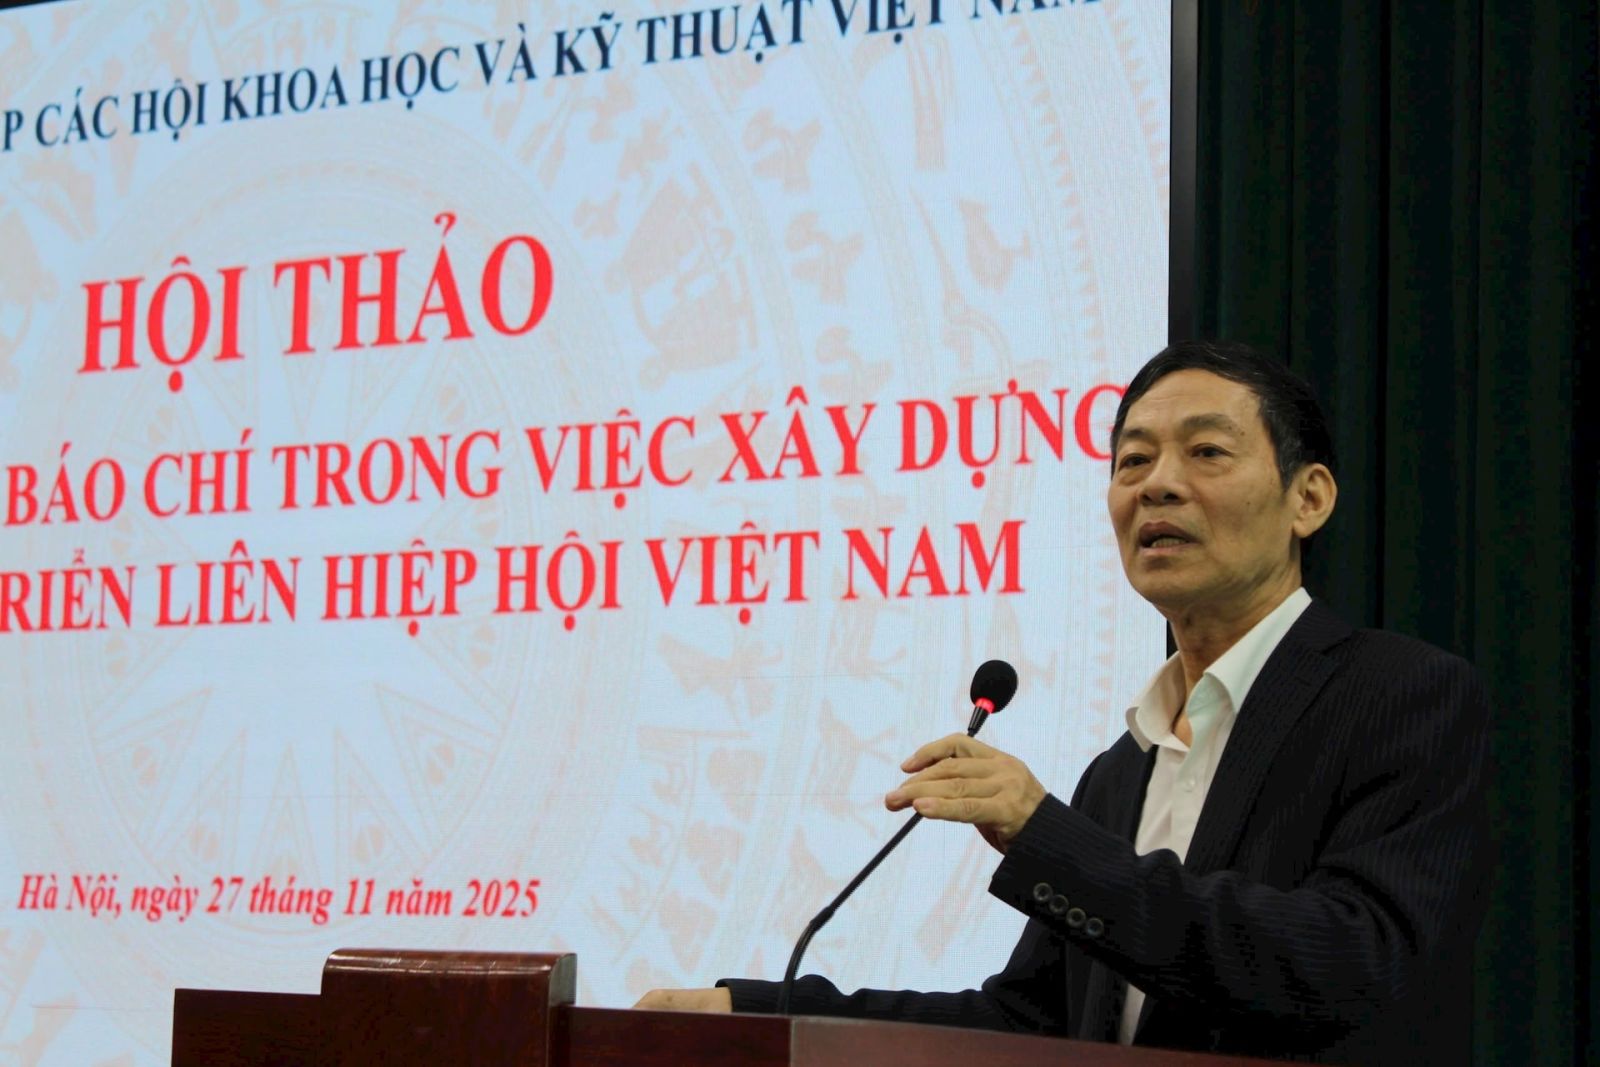 P CÁC HỘI KHOA HỌC VÀ KỸ THUẬT VIỆT NAM
HỘI THẢO
BÁO CHÍ TRONG VIỆC XÂY DỰNG
RIỂN LIÊN HIỆP HỘI VIỆT NAM
Hà Nội, ngày 27 tháng 11 năm 2025